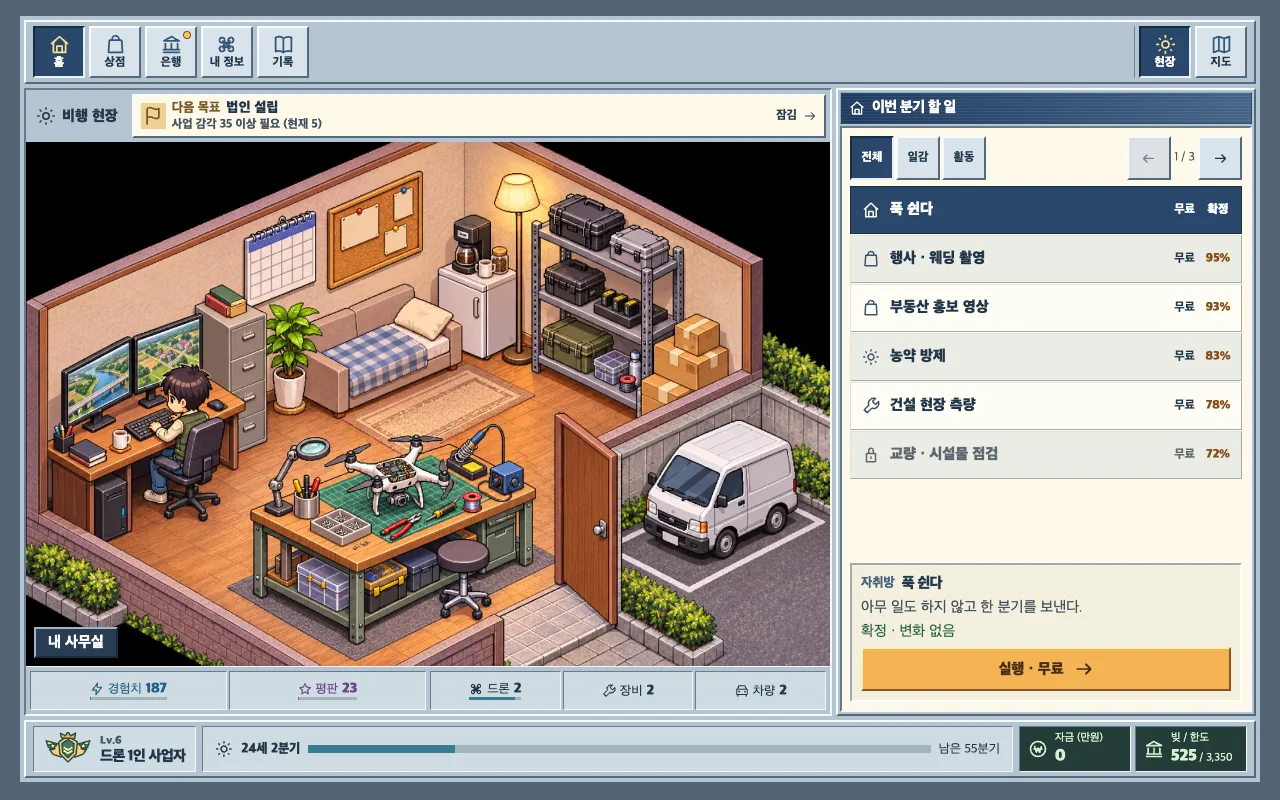 홈
상점
은행
내 정보
기록
현장
지도
비행 현장
다음 목표 법인 설립
사업 감각 35 이상 필요 (현재 5)
잠김 →
내 사무실
경험치 187
평판 23
드론 2
장비 2
차량 2
이번 분기 할 일
전체
일감
활동
←
1 / 3
→
푹 쉰다 무료 확정
행사 · 웨딩 촬영 무료 95%
부동산 홍보 영상 무료 93%
농약 방제 무료 83%
건설 현장 측량 무료 78%
교량 · 시설물 점검 무료 72%
자취방 푹 쉰다
아무 일도 하지 않고 한 분기를 보낸다.
확정 · 변화 없음
실행 · 무료 →
Lv.6
드론 1인 사업자
24세 2분기
남은 55분기
자금 (만원)
0
빚 / 한도
525 / 3,350